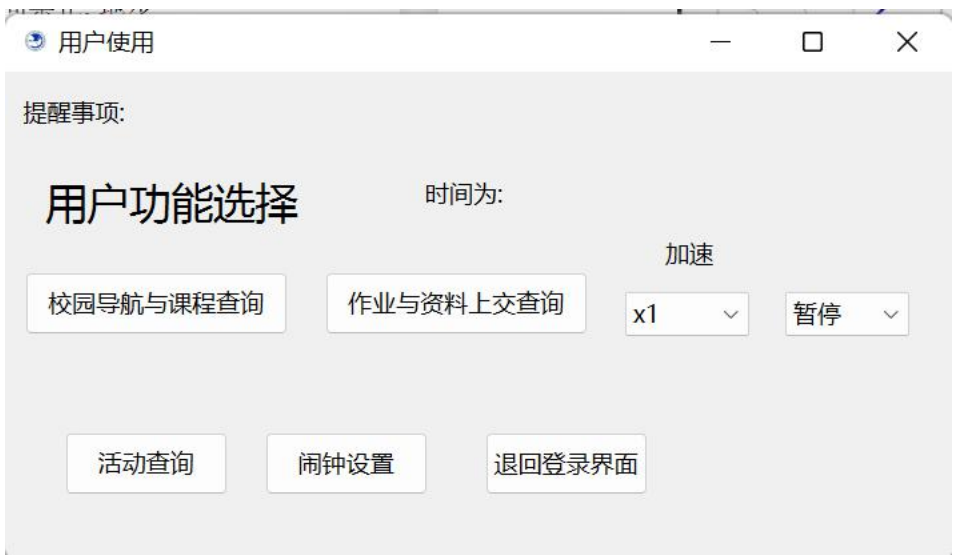 用户使用
提醒事项:
用户功能选择
时间为:
加速
校园导航与课程查询
作业与资料上交查询
x1
暂停
活动查询
闹钟设置
退回登录界面